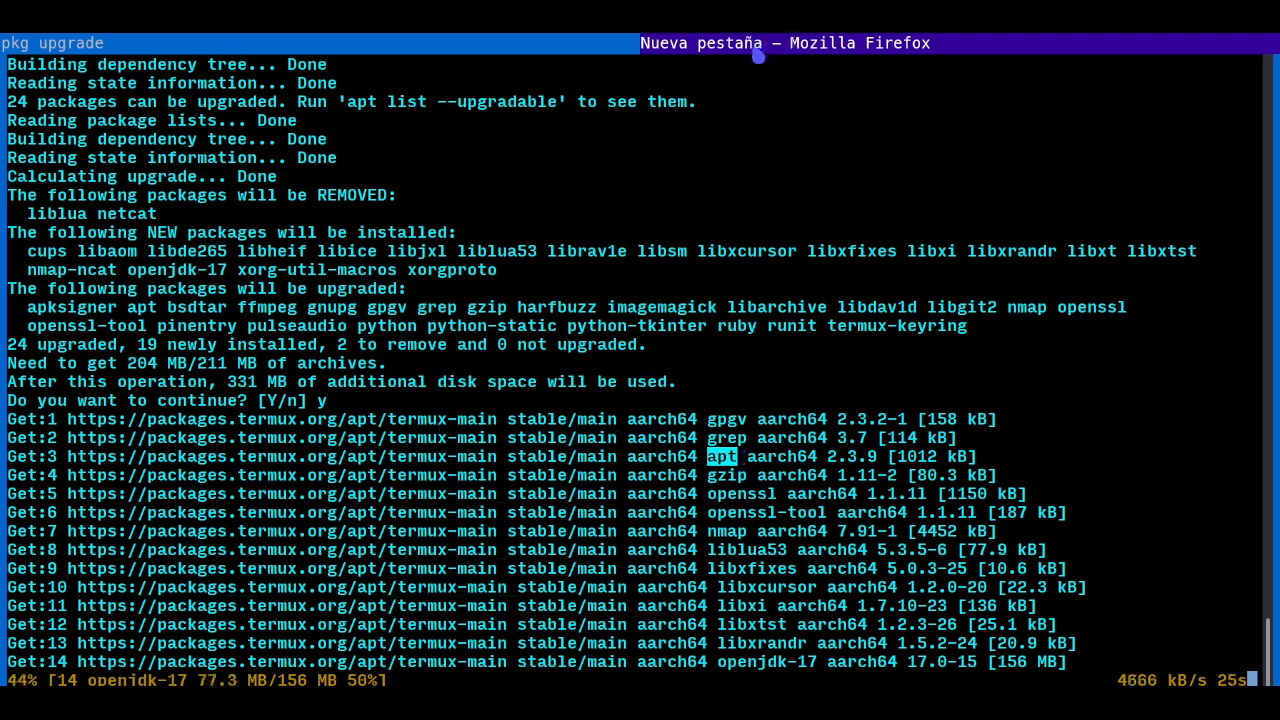 pkg upgrade
Nueva pestaña — Mozilla Firefox
Building dependency tree... Done
Reading state information... Done
24 packages can be upgraded. Run 'apt list --upgradable' to see them.
Reading package lists... Done
Building dependency tree... Done
Reading state information... Done
Calculating upgrade... Done
The following packages will be REMOVED:
  liblua netcat
The following NEW packages will be installed:
  cups libaom libde265 libheif libice libjxl liblua53 librav1e libsm libxcursor libxfixes libxi libxrandr libxt libxtst
  nmap-ncat openjdk-17 xorg-util-macros xorgproto
The following packages will be upgraded:
  apksigner apt bsdtar ffmpeg gnupg gpgv grep gzip harfbuzz imagemagick libarchive libdav1d libgit2 nmap openssl
  openssl-tool pinentry pulseaudio python python-static python-tkinter ruby runit termux-keyring
24 upgraded, 19 newly installed, 2 to remove and 0 not upgraded.
Need to get 204 MB/211 MB of archives.
After this operation, 331 MB of additional disk space will be used.
Do you want to continue? [Y/n] y
Get:1 https://packages.termux.org/apt/termux-main stable/main aarch64 gpgv aarch64 2.3.2-1 [158 kB]
Get:2 https://packages.termux.org/apt/termux-main stable/main aarch64 grep aarch64 3.7 [114 kB]
Get:3 https://packages.termux.org/apt/termux-main stable/main aarch64 apt aarch64 2.3.9 [1012 kB]
Get:4 https://packages.termux.org/apt/termux-main stable/main aarch64 gzip aarch64 1.11-2 [80.3 kB]
Get:5 https://packages.termux.org/apt/termux-main stable/main aarch64 openssl aarch64 1.1.1l [1150 kB]
Get:6 https://packages.termux.org/apt/termux-main stable/main aarch64 openssl-tool aarch64 1.1.1l [187 kB]
Get:7 https://packages.termux.org/apt/termux-main stable/main aarch64 nmap aarch64 7.91-1 [4452 kB]
Get:8 https://packages.termux.org/apt/termux-main stable/main aarch64 liblua53 aarch64 5.3.5-6 [77.9 kB]
Get:9 https://packages.termux.org/apt/termux-main stable/main aarch64 libxfixes aarch64 5.0.3-25 [10.6 kB]
Get:10 https://packages.termux.org/apt/termux-main stable/main aarch64 libxcursor aarch64 1.2.0-20 [22.3 kB]
Get:11 https://packages.termux.org/apt/termux-main stable/main aarch64 libxi aarch64 1.7.10-23 [136 kB]
Get:12 https://packages.termux.org/apt/termux-main stable/main aarch64 libxtst aarch64 1.2.3-26 [25.1 kB]
Get:13 https://packages.termux.org/apt/termux-main stable/main aarch64 libxrandr aarch64 1.5.2-24 [20.9 kB]
Get:14 https://packages.termux.org/apt/termux-main stable/main aarch64 openjdk-17 aarch64 17.0-15 [156 MB]
44% [14 openjdk-17 77.3 MB/156 MB 50%] 4666 kB/s 25s